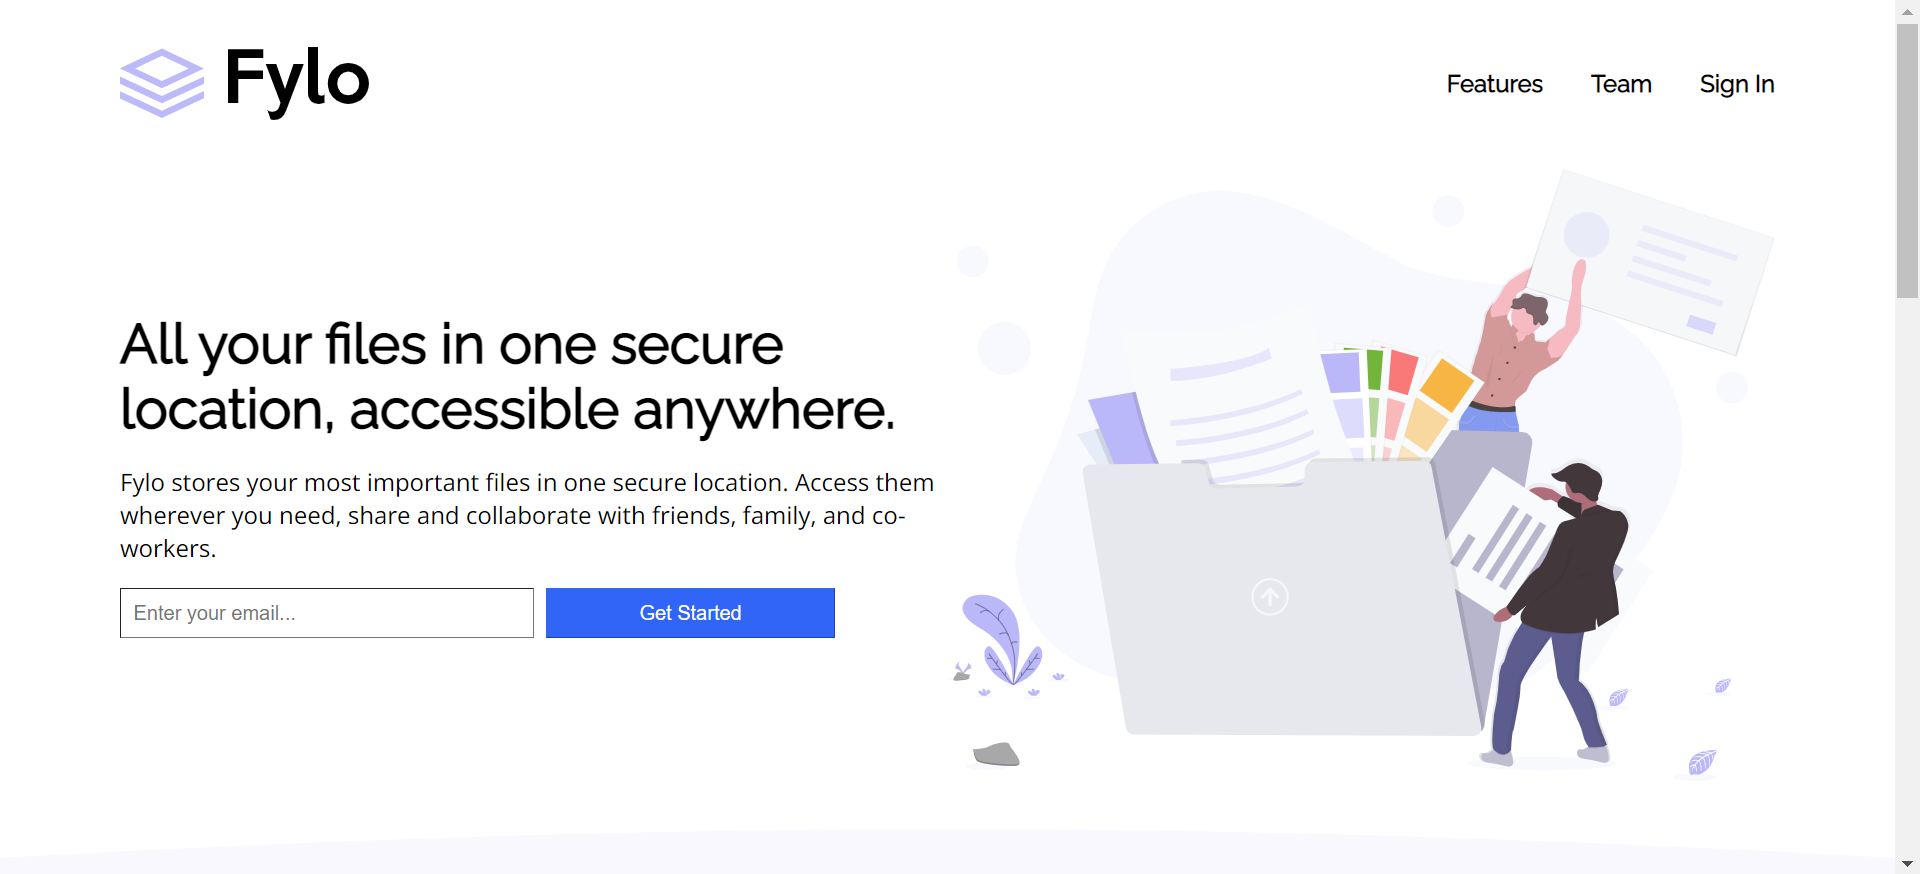 Fylo
Features
Team
Sign In
All your files in one secure
location, accessible anywhere.
Fylo stores your most important files in one secure location. Access them
wherever you need, share and collaborate with friends, family, and co-
workers.
Enter your email...
Get Started